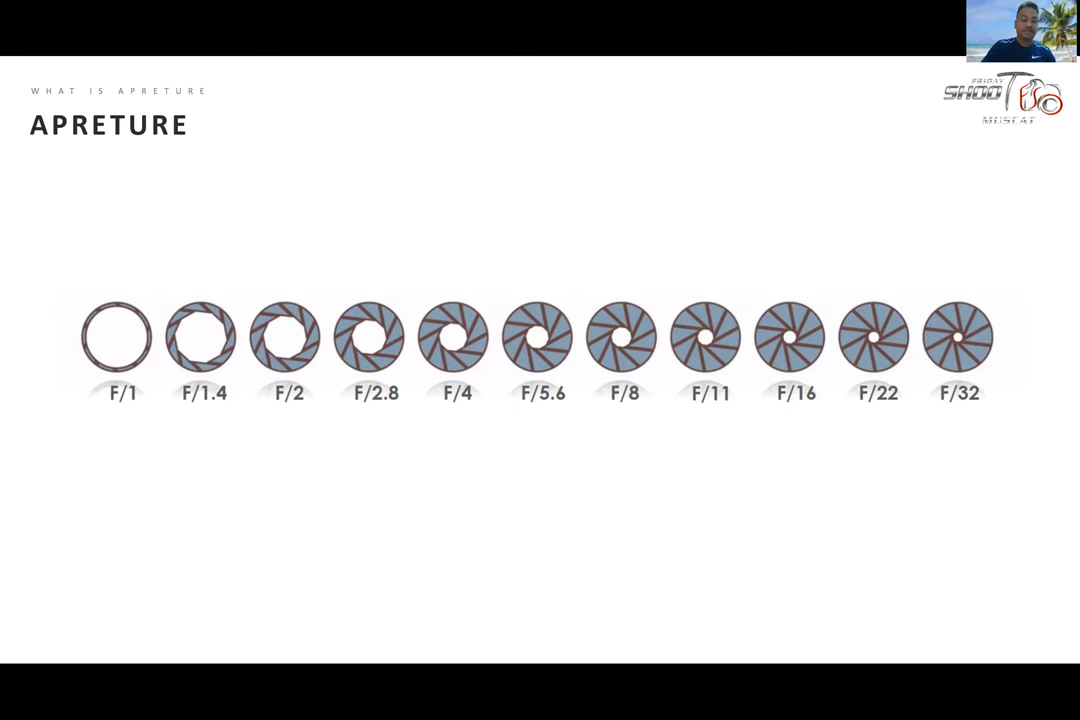 WHAT IS APRETURE
APRETURE
FRIDAY
SHOOT
MUSCAT
F/1 F/1.4 F/2 F/2.8 F/4 F/5.6 F/8 F/11 F/16 F/22 F/32